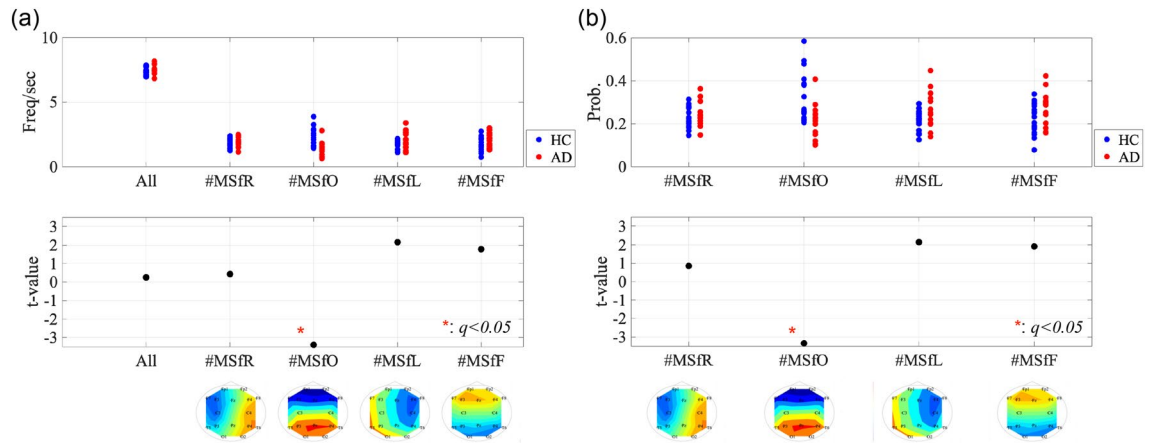 (a)
10
5
0
Freq/sec
HC
AD
All #MSfR #MSfO #MSfL #MSfF
3
2
1
0
-1
-2
-3
t-value
*
*: q<0.05
All #MSfR #MSfO #MSfL #MSfF
(b)
0.6
0.4
0.2
0
Prob.
HC
AD
#MSfR #MSfO #MSfL #MSfF
3
2
1
0
-1
-2
-3
t-value
*
*: q<0.05
#MSfR #MSfO #MSfL #MSfF